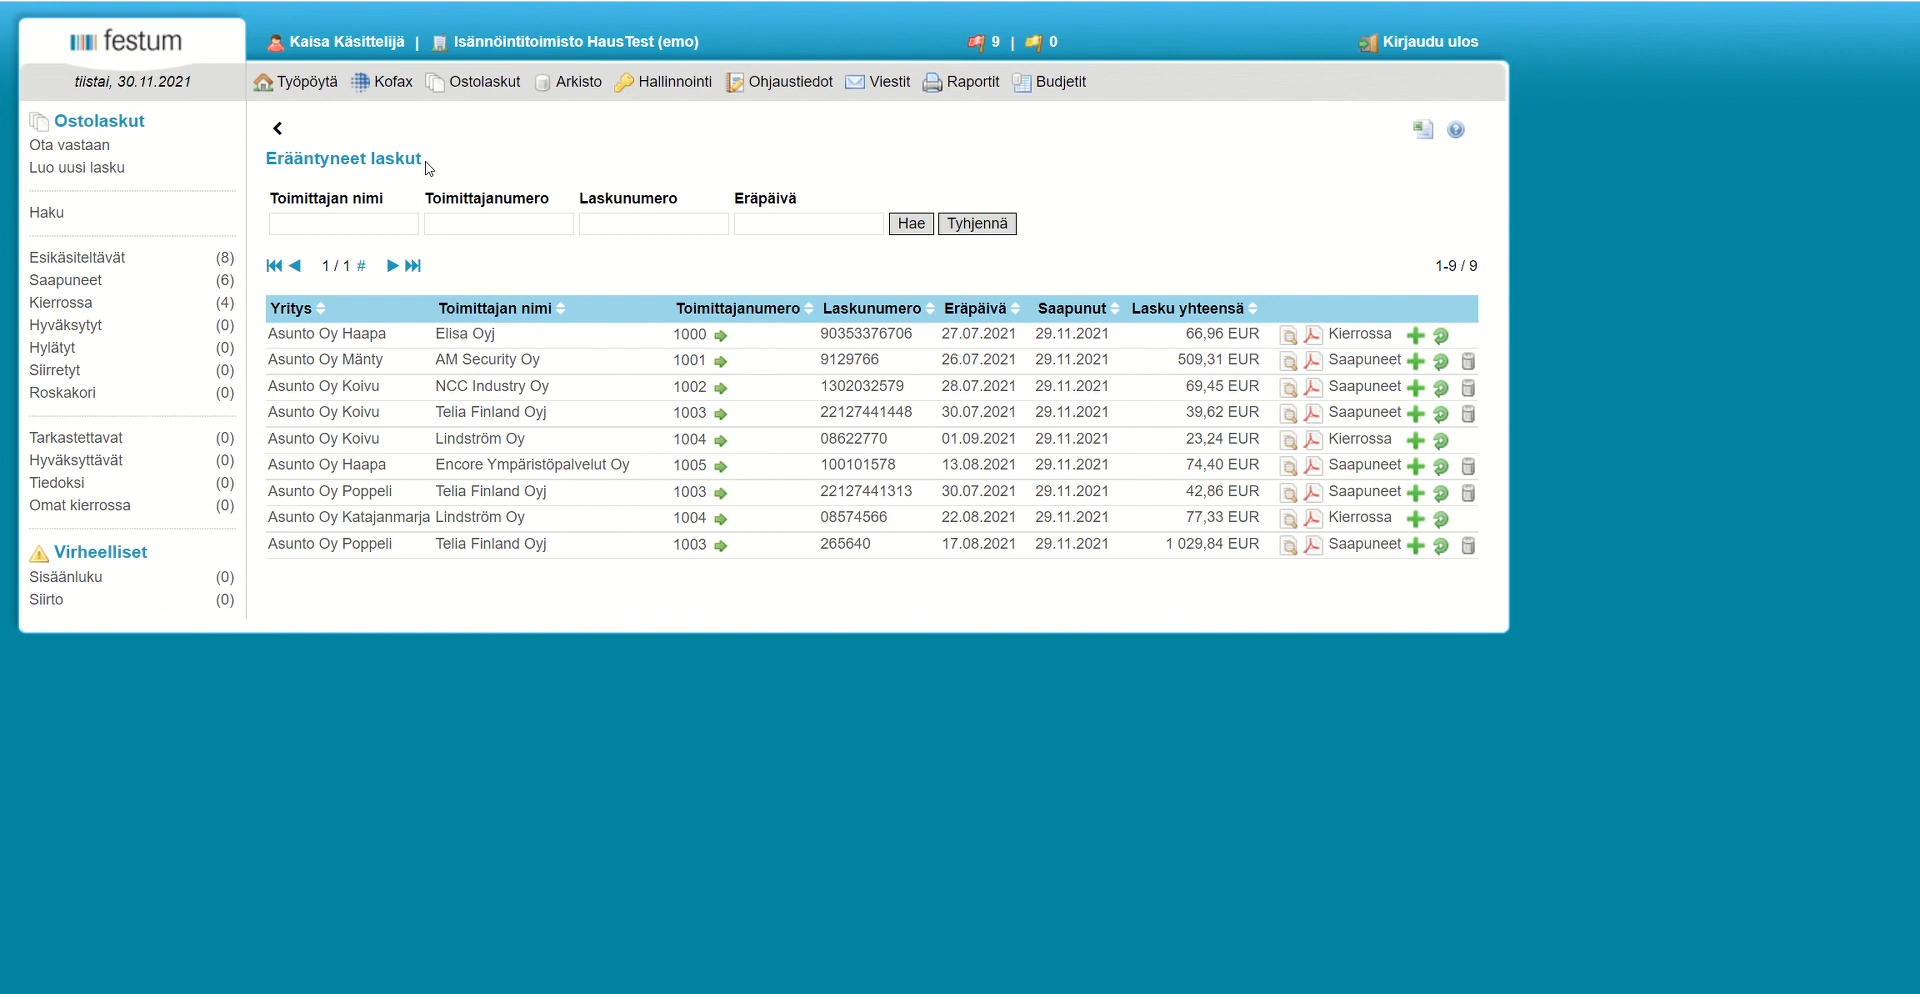 festum
Kaisa Käsittelijä | Isännöintitoimisto HausTest (emo)
9 | 0
Kirjaudu ulos
tiistai, 30.11.2021
Työpöytä Kofax Ostolaskut Arkisto Hallinnointi Ohjaustiedot Viestit Raportit Budjetit
Ostolaskut
Ota vastaan
Luo uusi lasku
Haku
Esikäsiteltävät (8)
Saapuneet (6)
Kierrossa (4)
Hyväksytyt (0)
Hylätyt (0)
Siirretyt (0)
Roskakori (0)
Tarkastettavat (0)
Hyväksyttävät (0)
Tiedoksi (0)
Omat kierrossa (0)
Virheelliset
Sisäänluku (0)
Siirto (0)
Erääntyneet laskut
Toimittajan nimi Toimittajanumero Laskunumero Eräpäivä
Hae Tyhjennä
1 / 1 #
1-9 / 9
Yritys Toimittajan nimi Toimittajanumero Laskunumero Eräpäivä Saapunut Lasku yhteensä
Asunto Oy Haapa Elisa Oyj 1000 90353376706 27.07.2021 29.11.2021 66,96 EUR Kierrossa
Asunto Oy Mänty AM Security Oy 1001 9129766 26.07.2021 29.11.2021 509,31 EUR Saapuneet
Asunto Oy Koivu NCC Industry Oy 1002 1302032579 28.07.2021 29.11.2021 69,45 EUR Saapuneet
Asunto Oy Koivu Telia Finland Oyj 1003 22127441448 30.07.2021 29.11.2021 39,62 EUR Saapuneet
Asunto Oy Koivu Lindström Oy 1004 08622770 01.09.2021 29.11.2021 23,24 EUR Kierrossa
Asunto Oy Haapa Encore Ympäristöpalvelut Oy 1005 100101578 13.08.2021 29.11.2021 74,40 EUR Saapuneet
Asunto Oy Poppeli Telia Finland Oyj 1003 22127441313 30.07.2021 29.11.2021 42,86 EUR Saapuneet
Asunto Oy Katajanmarja Lindström Oy 1004 08574566 22.08.2021 29.11.2021 77,33 EUR Kierrossa
Asunto Oy Poppeli Telia Finland Oyj 1003 265640 17.08.2021 29.11.2021 1 029,84 EUR Saapuneet